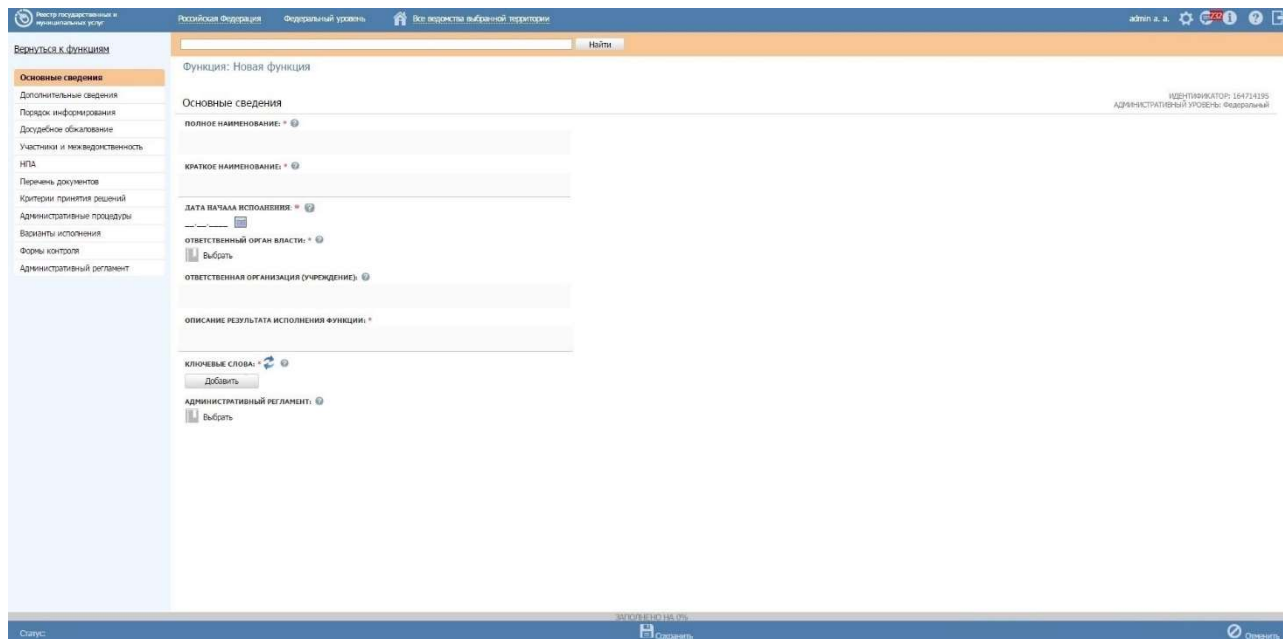 Реестр государственных и
муниципальных услуг
Российская Федерация
Федеральный уровень
Все ведомства выбранной территории
admin a. a.
Вернуться к функциям
Найти
Основные сведения
Дополнительные сведения
Порядок информирования
Досудебное обжалование
Участники и межведомственность
НПА
Перечень документов
Критерии принятия решений
Административные процедуры
Варианты исполнения
Формы контроля
Административный регламент
Функция: Новая функция
Основные сведения
ИДЕНТИФИКАТОР: 164714195
АДМИНИСТРАТИВНЫЙ УРОВЕНЬ: Федеральный
ПОЛНОЕ НАИМЕНОВАНИЕ: *
КРАТКОЕ НАИМЕНОВАНИЕ: *
ДАТА НАЧАЛА ИСПОЛНЕНИЯ: *
__.__.____
ОТВЕТСТВЕННЫЙ ОРГАН ВЛАСТИ: *
Выбрать
ОТВЕТСТВЕННАЯ ОРГАНИЗАЦИЯ (УЧРЕЖДЕНИЕ):
ОПИСАНИЕ РЕЗУЛЬТАТА ИСПОЛНЕНИЯ ФУНКЦИИ: *
КЛЮЧЕВЫЕ СЛОВА: *
Добавить
АДМИНИСТРАТИВНЫЙ РЕГЛАМЕНТ:
Выбрать
ЗАПОЛНЕНО НА 0%
Статус:
Сохранить
Отменить